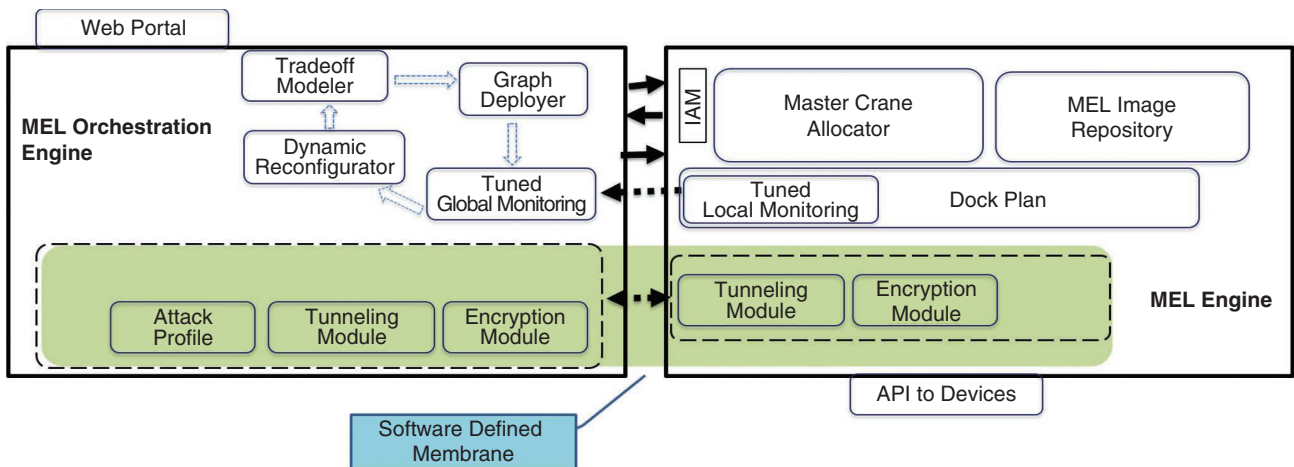 Web Portal
MEL Orchestration
Engine
Tradeoff
Modeler
Graph
Deployer
Dynamic
Reconfigurator
Tuned
Global Monitoring
Attack
Profile
Tunneling
Module
Encryption
Module
IAM
Master Crane
Allocator
MEL Image
Repository
Tuned
Local Monitoring
Dock Plan
Tunneling
Module
Encryption
Module
MEL Engine
API to Devices
Software Defined
Membrane